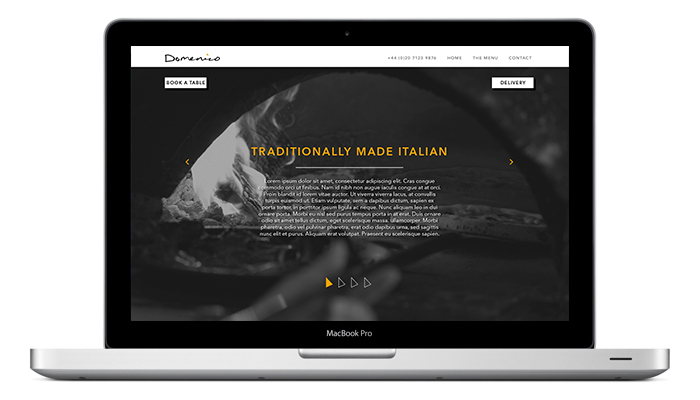 Domenico
+44 (0)20 7123 9876 HOME THE MENU CONTACT
BOOK A TABLE
DELIVERY
TRADITIONALLY MADE ITALIAN
Lorem ipsum dolor sit amet, consectetur adipiscing elit. Cras congue
commodo orci ut finibus. Nam id nibh non augue iaculis congue at at orci.
Proin blandit id lorem vitae auctor. Ut viverra viverra lacus, at convallis
turpis euismod ut. Etiam vulputate, sem a dapibus dictum, sapien ex
porta tortor, in porttitor ipsum ligula ac neque. Nunc aliquam leo in dui
ornare porta. Morbi eu nisl sed purus tempus porta in at erat. Duis ornare
odio sit amet tellus dictum, eget scelerisque massa. ullamcorper. Morbi
pharetra, odio vel pulvinar pharetra, erat odio dapibus urna, sed sagittis
nunc elit et purus. Aliquam erat volutpat. Praesent eu scelerisque sapien.
MacBook Pro